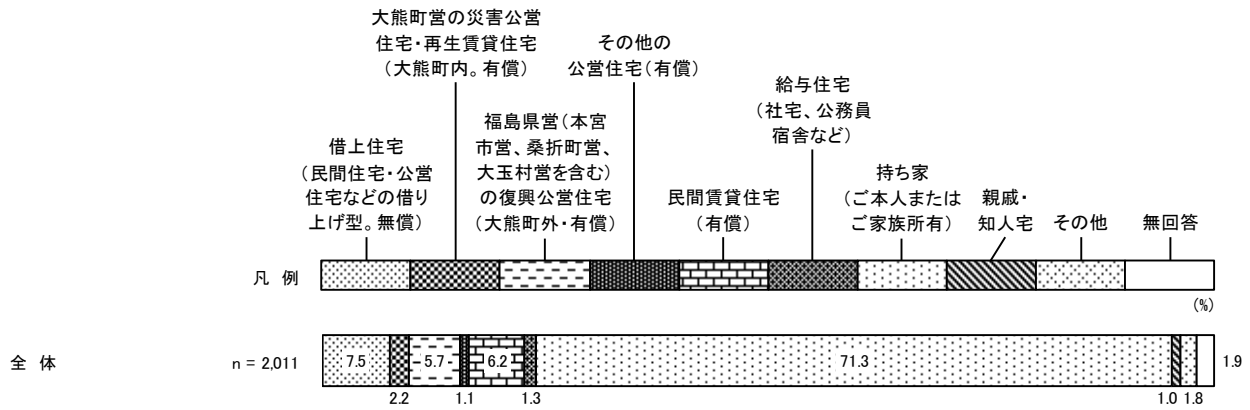 大熊町営の災害公営
住宅・再生賃貸住宅
（大熊町内。有償）
その他の
公営住宅（有償）
給与住宅
（社宅、公務員
宿舎など）
福島県営（本宮
市営、桑折町営、
大玉村営を含む）
の復興公営住宅
（大熊町外・有償）
借上住宅
（民間住宅・公営
住宅などの借り
上げ型。無償）
民間賃貸住宅
（有償）
持ち家
（ご本人または
ご家族所有）
親戚・
知人宅
その他
無回答
凡 例
(%)
全 体
n = 2,011
7.5
2.2
5.7
1.1
6.2
1.3
71.3
1.0
1.8
1.9